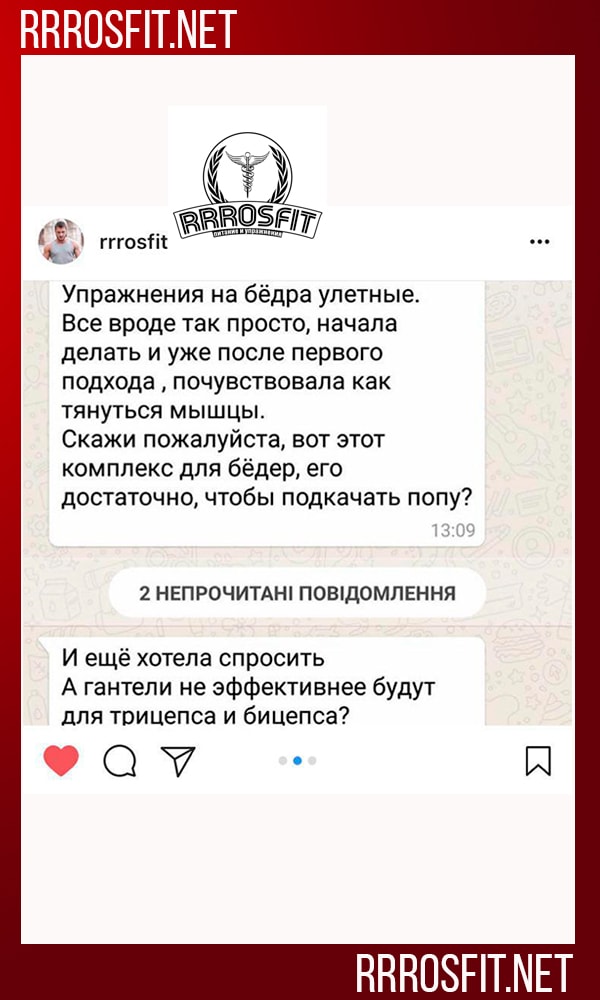 RRROSFIT.NET
RRROSFIT
питание и упражнения
rrrosfit
Упражнения на бёдра улетные.
Все вроде так просто, начала
делать и уже после первого
подхода , почувствовала как
тянуться мышцы.
Скажи пожалуйста, вот этот
комплекс для бёдер, его
достаточно, чтобы подкачать попу?
13:09
2 НЕПРОЧИТАНІ ПОВІДОМЛЕННЯ
И ещё хотела спросить
А гантели не эффективнее будут
для трицепса и бицепса?
RRROSFIT.NET